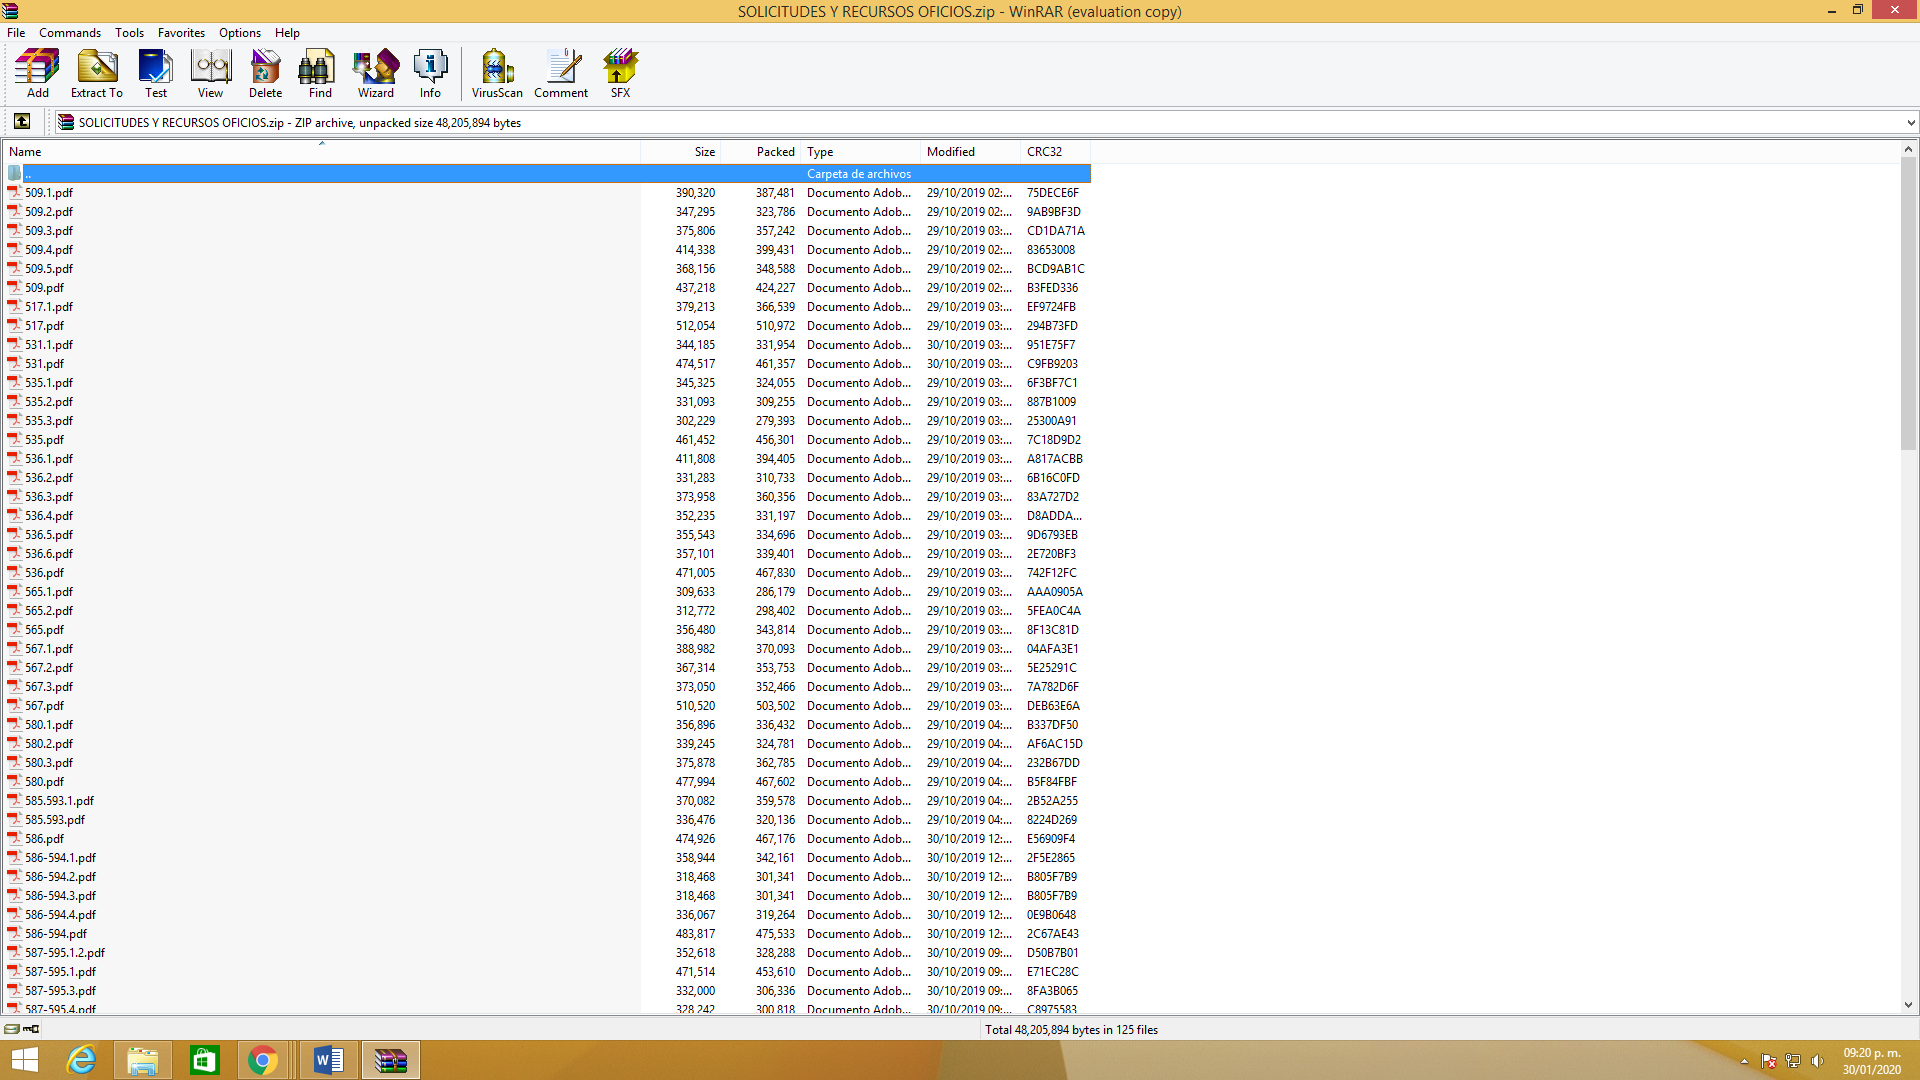 SOLICITUDES Y RECURSOS OFICIOS.zip - WinRAR (evaluation copy)
File Commands Tools Favorites Options Help
Add Extract To Test View Delete Find Wizard Info VirusScan Comment SFX
SOLICITUDES Y RECURSOS OFICIOS.zip - ZIP archive, unpacked size 48,205,894 bytes
Name Size Packed Type Modified CRC32
.. Carpeta de archivos
509.1.pdf 390,320 387,481 Documento Adob... 29/10/2019 02:... 75DECE6F
509.2.pdf 347,295 323,786 Documento Adob... 29/10/2019 02:... 9AB9BF3D
509.3.pdf 375,806 357,242 Documento Adob... 29/10/2019 03:... CD1DA71A
509.4.pdf 414,338 399,431 Documento Adob... 29/10/2019 02:... 83653008
509.5.pdf 368,156 348,588 Documento Adob... 29/10/2019 02:... BCD9AB1C
509.pdf 437,218 424,227 Documento Adob... 29/10/2019 02:... B3FED336
517.1.pdf 379,213 366,539 Documento Adob... 29/10/2019 03:... EF9724FB
517.pdf 512,054 510,972 Documento Adob... 29/10/2019 03:... 294B73FD
531.1.pdf 344,185 331,954 Documento Adob... 30/10/2019 03:... 951E75F7
531.pdf 474,517 461,357 Documento Adob... 30/10/2019 03:... C9FB9203
535.1.pdf 345,325 324,055 Documento Adob... 29/10/2019 03:... 6F3BF7C1
535.2.pdf 331,093 309,255 Documento Adob... 29/10/2019 03:... 887B1009
535.3.pdf 302,229 279,393 Documento Adob... 29/10/2019 03:... 25300A91
535.pdf 461,452 456,301 Documento Adob... 29/10/2019 03:... 7C18D9D2
536.1.pdf 411,808 394,405 Documento Adob... 29/10/2019 03:... A817ACBB
536.2.pdf 331,283 310,733 Documento Adob... 29/10/2019 03:... 6B16C0FD
536.3.pdf 373,958 360,356 Documento Adob... 29/10/2019 03:... 83A727D2
536.4.pdf 352,235 331,197 Documento Adob... 29/10/2019 03:... D8ADDA...
536.5.pdf 355,543 334,696 Documento Adob... 29/10/2019 03:... 9D6793EB
536.6.pdf 357,101 339,401 Documento Adob... 29/10/2019 03:... 2E720BF3
536.pdf 471,005 467,830 Documento Adob... 29/10/2019 03:... 742F12FC
565.1.pdf 309,633 286,179 Documento Adob... 29/10/2019 03:... AAA0905A
565.2.pdf 312,772 298,402 Documento Adob... 29/10/2019 03:... 5FEA0C4A
565.pdf 356,480 343,814 Documento Adob... 29/10/2019 03:... 8F13C81D
567.1.pdf 388,982 370,093 Documento Adob... 29/10/2019 03:... 04AFA3E1
567.2.pdf 367,314 353,753 Documento Adob... 29/10/2019 03:... 5E25291C
567.3.pdf 373,050 352,466 Documento Adob... 29/10/2019 03:... 7A782D6F
567.pdf 510,520 503,502 Documento Adob... 29/10/2019 03:... DEB63E6A
580.1.pdf 356,896 336,432 Documento Adob... 29/10/2019 04:... B337DF50
580.2.pdf 339,245 324,781 Documento Adob... 29/10/2019 04:... AF6AC15D
580.3.pdf 375,878 362,785 Documento Adob... 29/10/2019 04:... 232B67DD
580.pdf 477,994 467,602 Documento Adob... 29/10/2019 04:... B5F84FBF
585.593.1.pdf 370,082 359,578 Documento Adob... 29/10/2019 04:... 2B52A255
585.593.pdf 336,476 320,136 Documento Adob... 29/10/2019 04:... 8224D269
586.pdf 474,926 467,176 Documento Adob... 30/10/2019 12:... E56909F4
586-594.1.pdf 358,944 342,161 Documento Adob... 30/10/2019 12:... 2F5E2865
586-594.2.pdf 318,468 301,341 Documento Adob... 30/10/2019 12:... B805F7B9
586-594.3.pdf 318,468 301,341 Documento Adob... 30/10/2019 12:... B805F7B9
586-594.4.pdf 336,067 319,264 Documento Adob... 30/10/2019 12:... 0E9B0648
586-594.pdf 483,817 475,533 Documento Adob... 30/10/2019 12:... 2C67AE43
587-595.1.2.pdf 352,618 328,288 Documento Adob... 30/10/2019 09:... D50B7B01
587-595.1.pdf 471,514 453,610 Documento Adob... 30/10/2019 09:... E71EC28C
587-595.3.pdf 332,000 306,336 Documento Adob... 30/10/2019 09:... 8FA3B065
587-595.4.pdf 328,242 300,818 Documento Adob... 30/10/2019 09:... C8975583
Total 48,205,894 bytes in 125 files
09:20 p. m.
30/01/2020